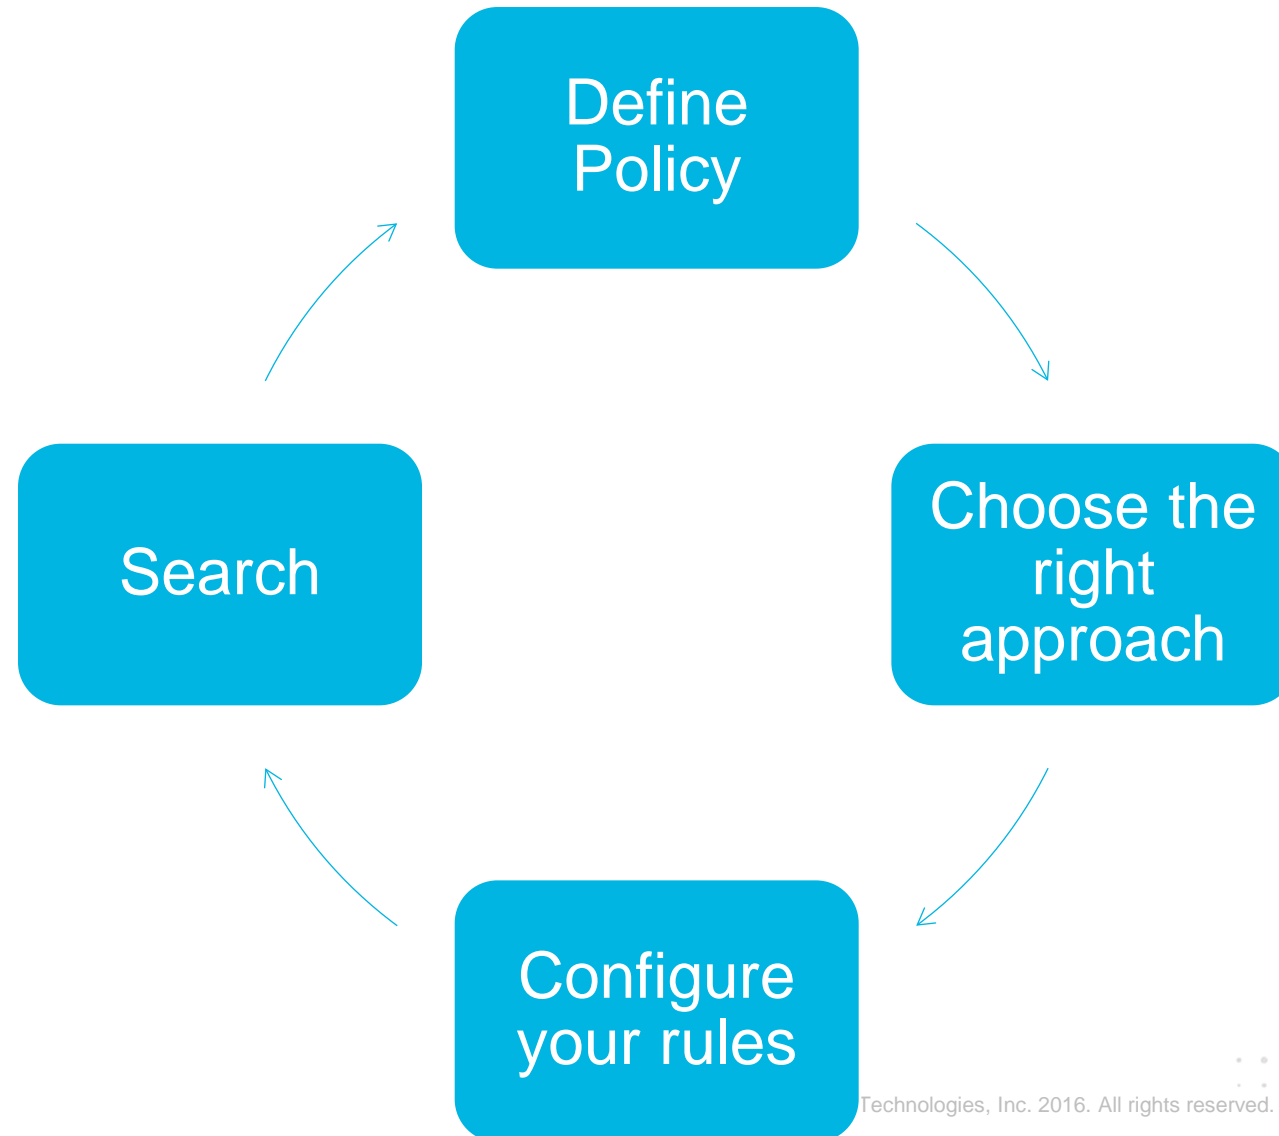 Define
Policy
Choose the
right
approach
Configure
your rules
Search
Technologies, Inc. 2016. All rights reserved.